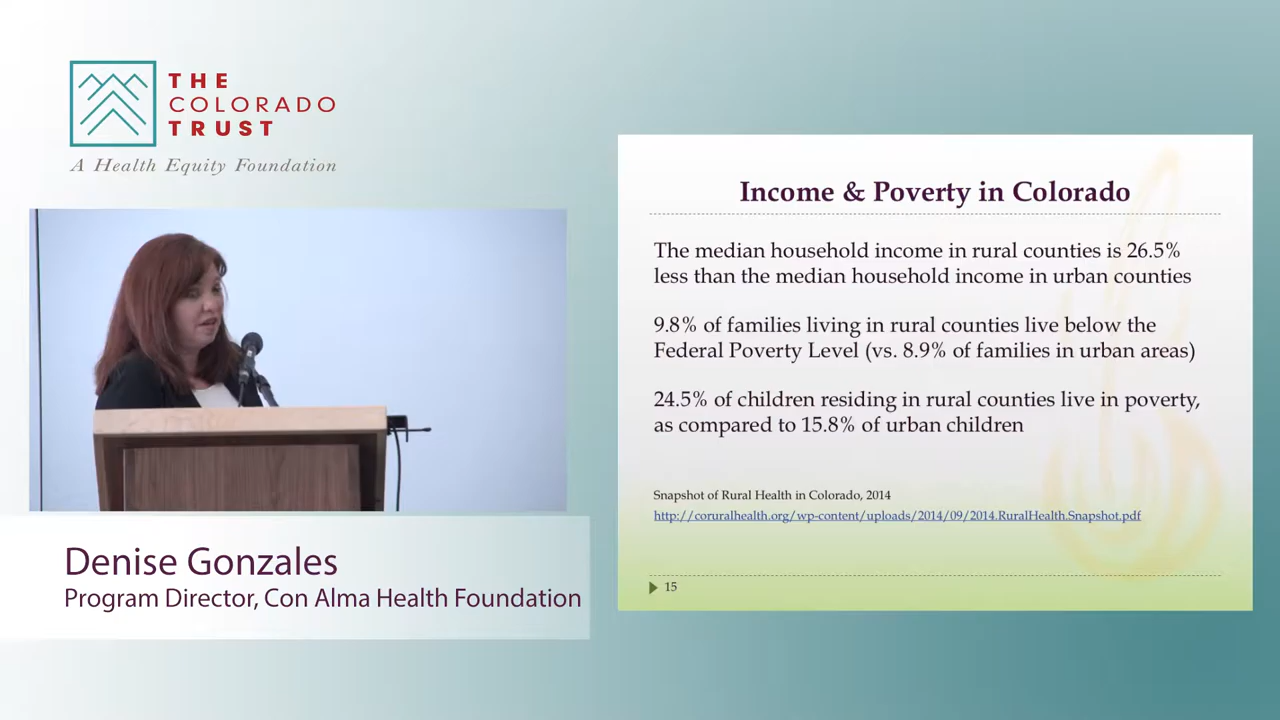 THE
COLORADO
TRUST
A Health Equity Foundation
Denise Gonzales
Program Director, Con Alma Health Foundation
Income & Poverty in Colorado
The median household income in rural counties is 26.5%
less than the median household income in urban counties
9.8% of families living in rural counties live below the
Federal Poverty Level (vs. 8.9% of families in urban areas)
24.5% of children residing in rural counties live in poverty,
as compared to 15.8% of urban children
Snapshot of Rural Health in Colorado, 2014
http://coruralhealth.org/wp-content/uploads/2014/09/2014.RuralHealth.Snapshot.pdf
15